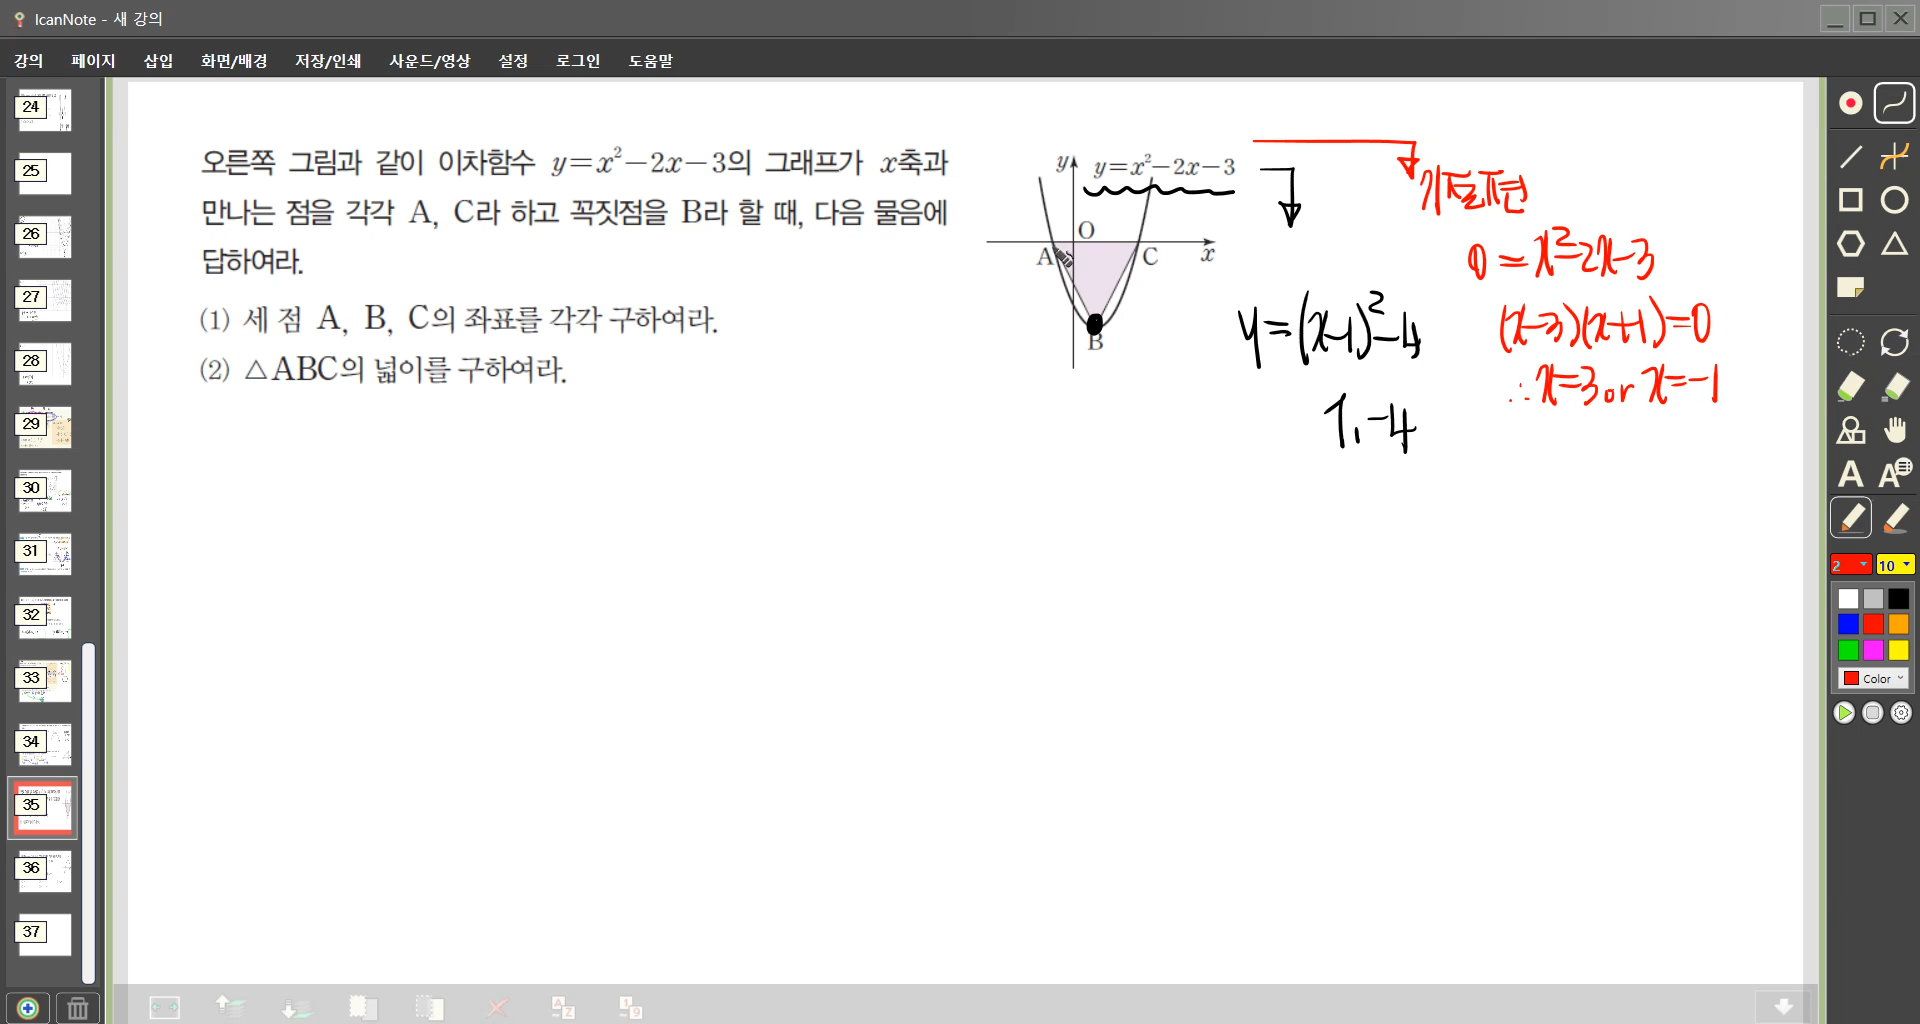 IcanNote - 새 강의
강의 페이지 삽입 화면/배경 저장/인쇄 사운드/영상 설정 로그인 도움말
24
25
26
27
28
29
30
31
32
33
34
35
36
37
오른쪽 그림과 같이 이차함수 y=x²-2x-3의 그래프가 x축과
만나는 점을 각각 A, C라 하고 꼭짓점을 B라 할 때, 다음 물음에
답하여라.
(1) 세 점 A, B, C의 좌표를 각각 구하여라.
(2) △ABC의 넓이를 구하여라.
y
y=x²-2x-3
O
A
C
x
B
y=(x-1)²-4
1, -4
0=x²-2x-3
(x-3)(x+1)=0
∴x=3 or x=-1
2
10
Color